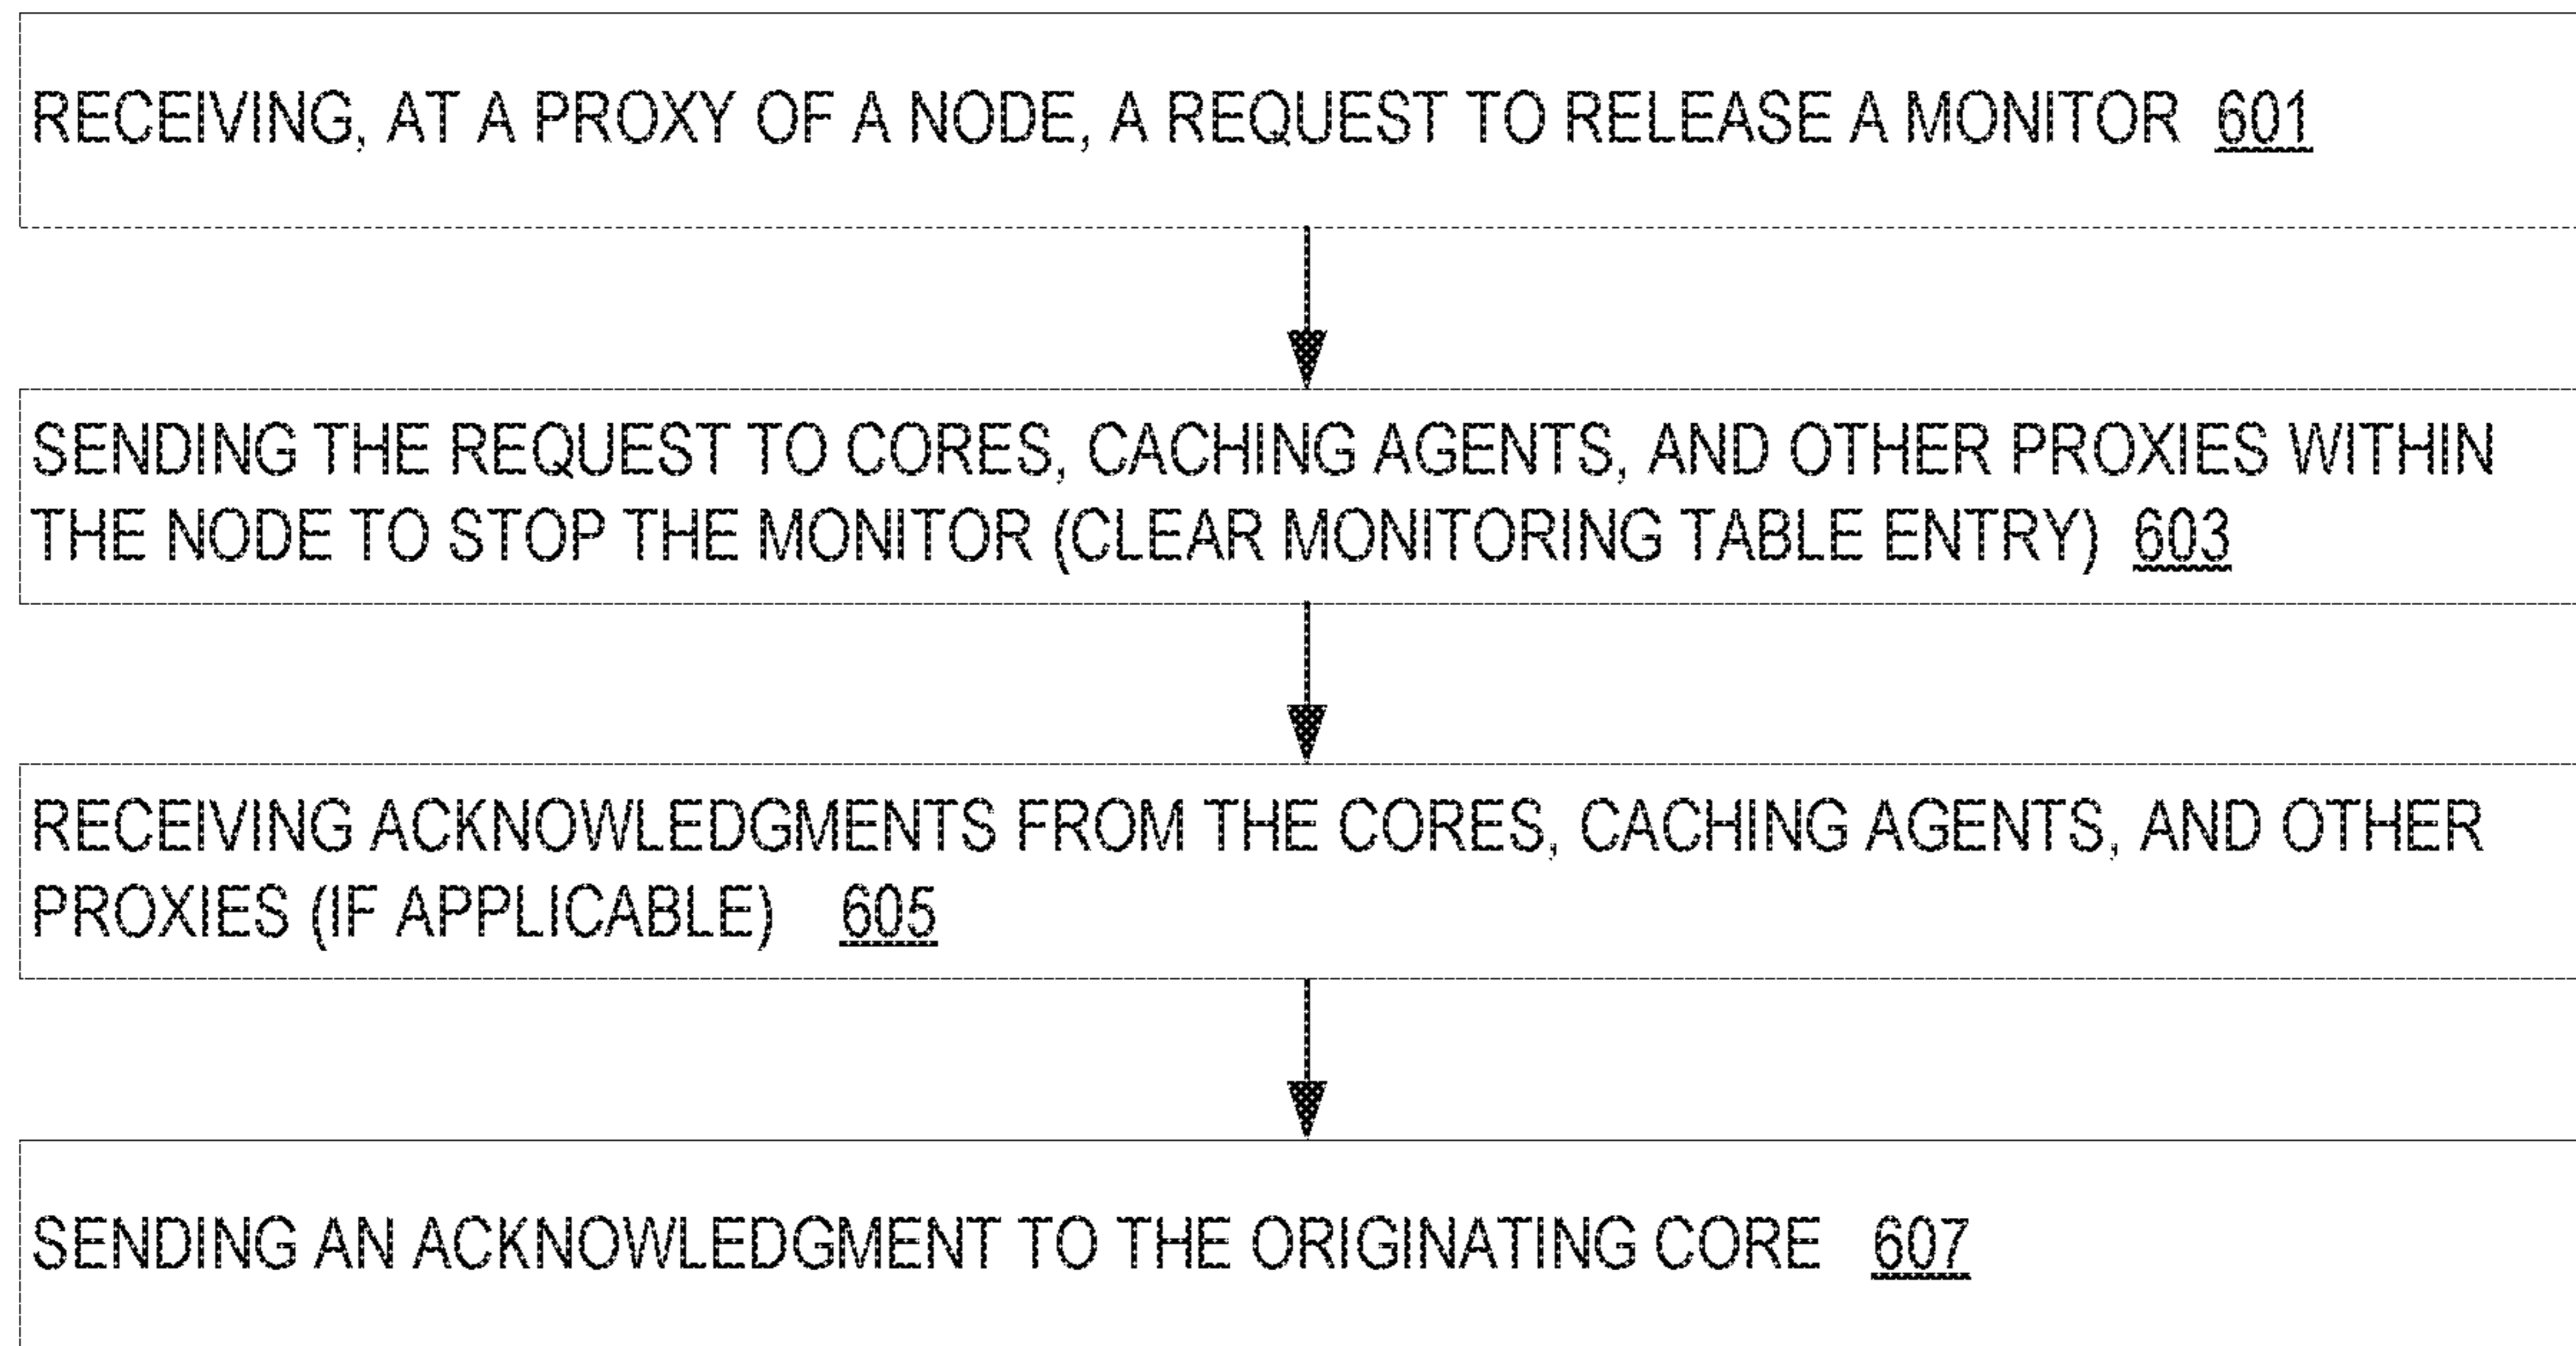 RECEIVING, AT A PROXY OF A NODE, A REQUEST TO RELEASE A MONITOR 601
SENDING THE REQUEST TO CORES, CACHING AGENTS, AND OTHER PROXIES WITHIN
THE NODE TO STOP THE MONITOR (CLEAR MONITORING TABLE ENTRY) 603
RECEIVING ACKNOWLEDGMENTS FROM THE CORES, CACHING AGENTS, AND OTHER
PROXIES (IF APPLICABLE) 605
SENDING AN ACKNOWLEDGMENT TO THE ORIGINATING CORE 607